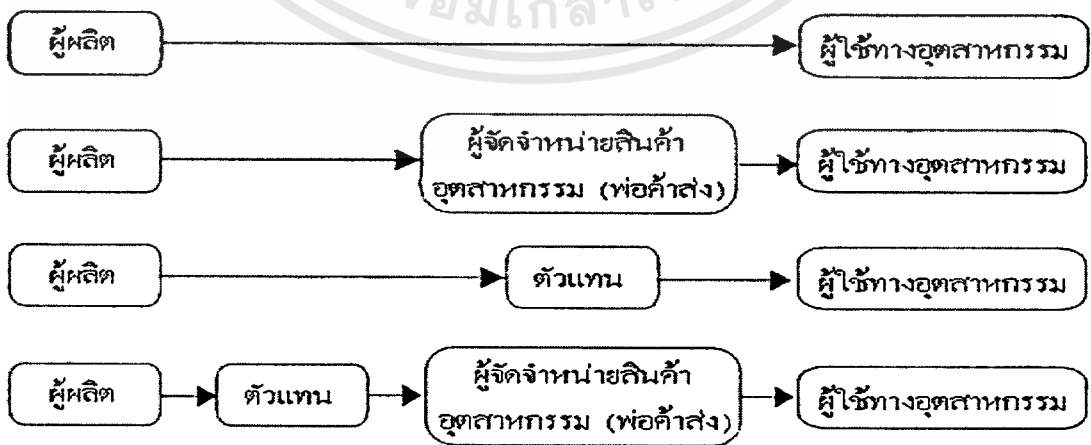 ผู้ผลิต ผู้ใช้ทางอุตสาหกรรม
ผู้ผลิต ผู้จัดจำหน่ายสินค้า
อุตสาหกรรม (พ่อค้าส่ง) ผู้ใช้ทางอุตสาหกรรม
ผู้ผลิต ตัวแทน ผู้ใช้ทางอุตสาหกรรม
ผู้ผลิต ตัวแทน ผู้จัดจำหน่ายสินค้า
อุตสาหกรรม (พ่อค้าส่ง) ผู้ใช้ทางอุตสาหกรรม